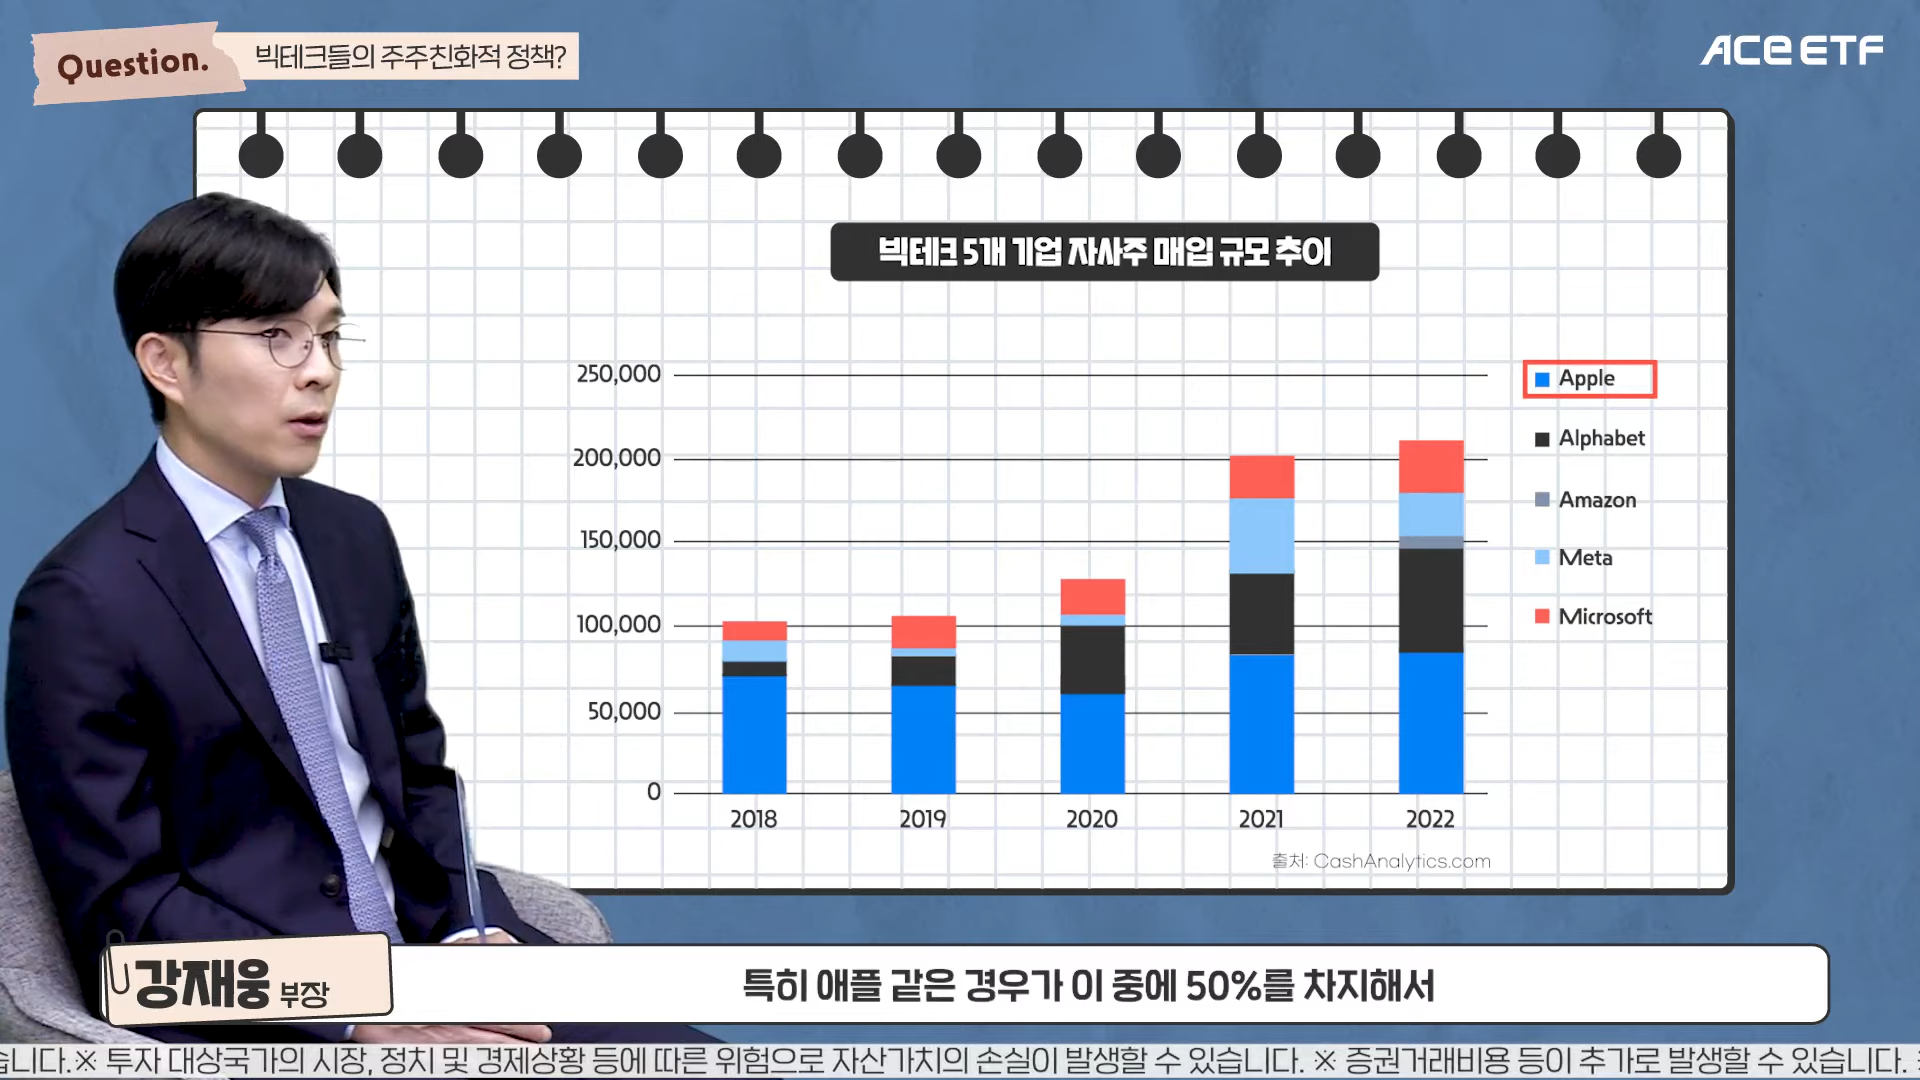 Question.
빅테크들의 주주친화적 정책?
ACE ETF
빅테크 5개 기업 자사주 매입 규모 추이
250,000
200,000
150,000
100,000
50,000
0
2018
2019
2020
2021
2022
Apple
Alphabet
Amazon
Meta
Microsoft
출처: CashAnalytics.com
강재웅 부장
특히 애플 같은 경우가 이 중에 50%를 차지해서
습니다.※ 투자 대상국가의 시장, 정치 및 경제상황 등에 따른 위험으로 자산가치의 손실이 발생할 수 있습니다. ※ 증권거래비용 등이 추가로 발생할 수 있습니다.